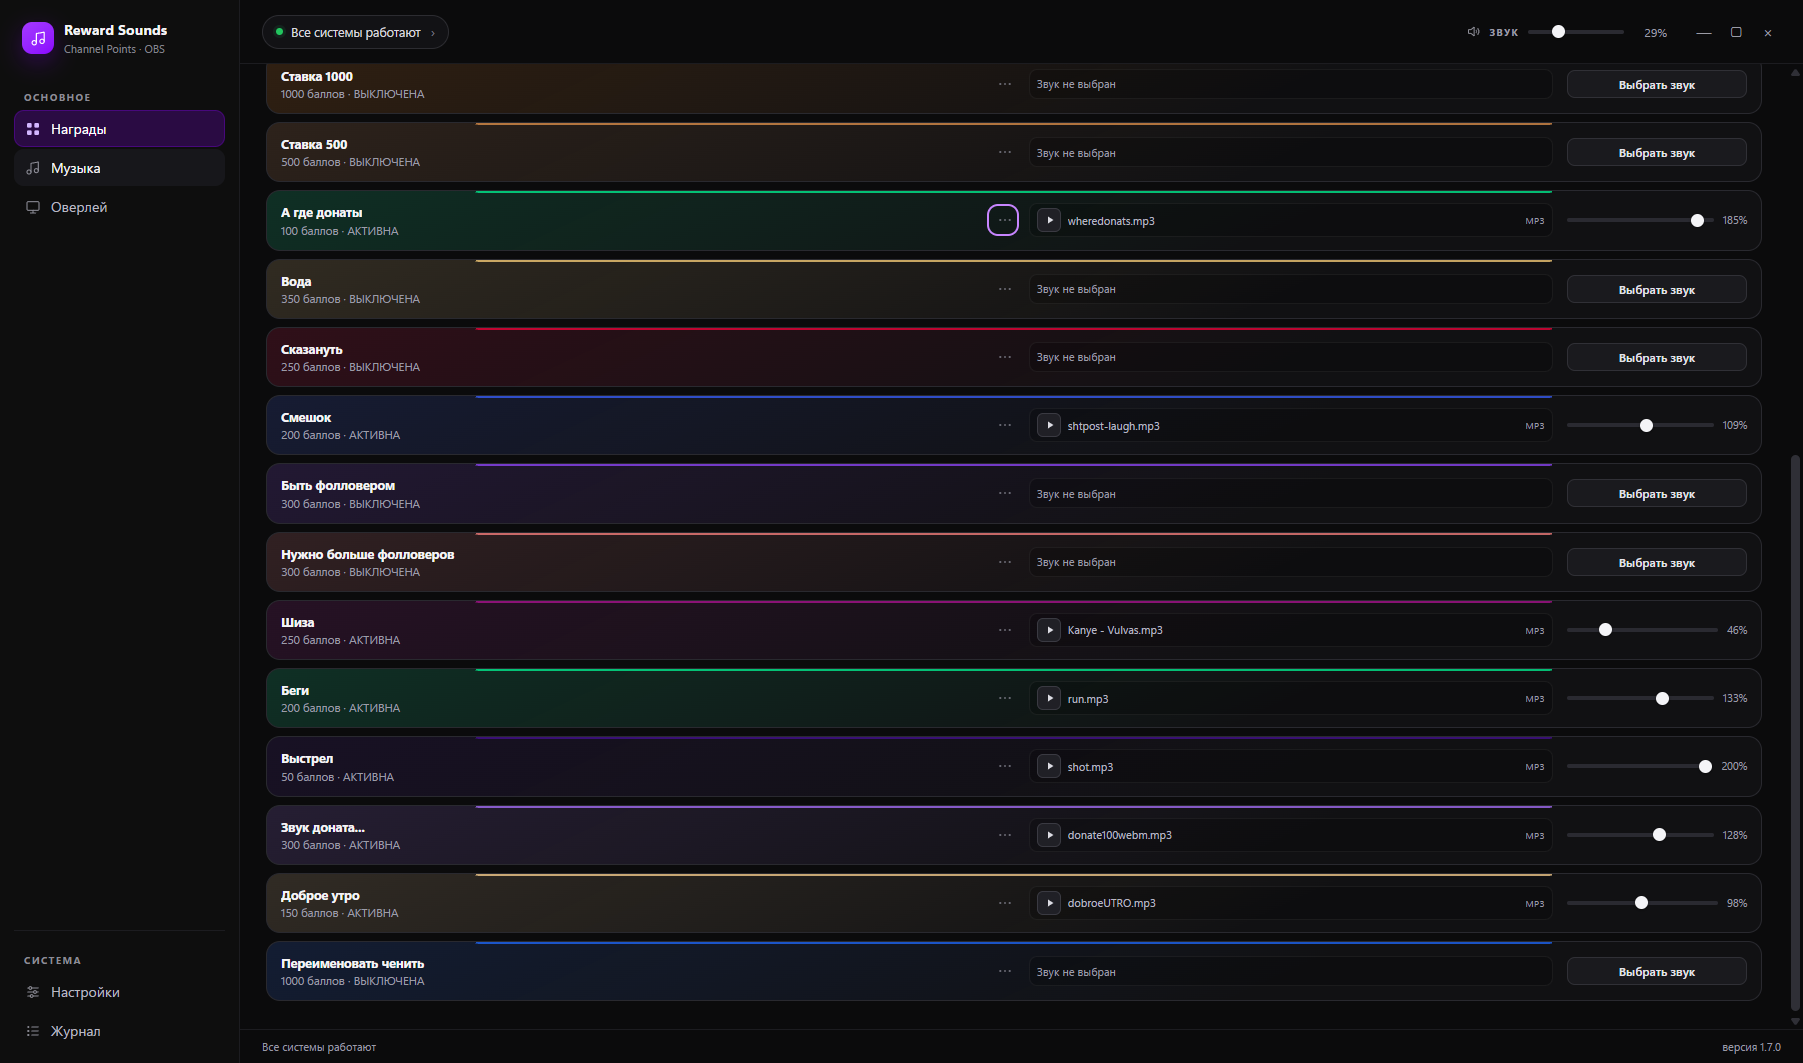 Reward Sounds
Channel Points · OBS
ОСНОВНОЕ
Награды
Музыка
Оверлей
СИСТЕМА
Настройки
Журнал
Все системы работают ›
ЗВУК 29%
Ставка 1000
1000 баллов · ВЫКЛЮЧЕНА
Звук не выбран
Выбрать звук
Ставка 500
500 баллов · ВЫКЛЮЧЕНА
Звук не выбран
Выбрать звук
А где донаты
100 баллов · АКТИВНА
wheredonats.mp3
MP3
185%
Вода
350 баллов · ВЫКЛЮЧЕНА
Звук не выбран
Выбрать звук
Сказануть
250 баллов · ВЫКЛЮЧЕНА
Звук не выбран
Выбрать звук
Смешок
200 баллов · АКТИВНА
shtpost-laugh.mp3
MP3
109%
Быть фолловером
300 баллов · ВЫКЛЮЧЕНА
Звук не выбран
Выбрать звук
Нужно больше фолловеров
300 баллов · ВЫКЛЮЧЕНА
Звук не выбран
Выбрать звук
Шиза
250 баллов · АКТИВНА
Kanye - Vulvas.mp3
MP3
46%
Беги
200 баллов · АКТИВНА
run.mp3
MP3
133%
Выстрел
50 баллов · АКТИВНА
shot.mp3
MP3
200%
Звук доната...
300 баллов · АКТИВНА
donate100webm.mp3
MP3
128%
Доброе утро
150 баллов · АКТИВНА
dobroeUTRO.mp3
MP3
98%
Переименовать ченить
1000 баллов · ВЫКЛЮЧЕНА
Звук не выбран
Выбрать звук
Все системы работают
версия 1.7.0